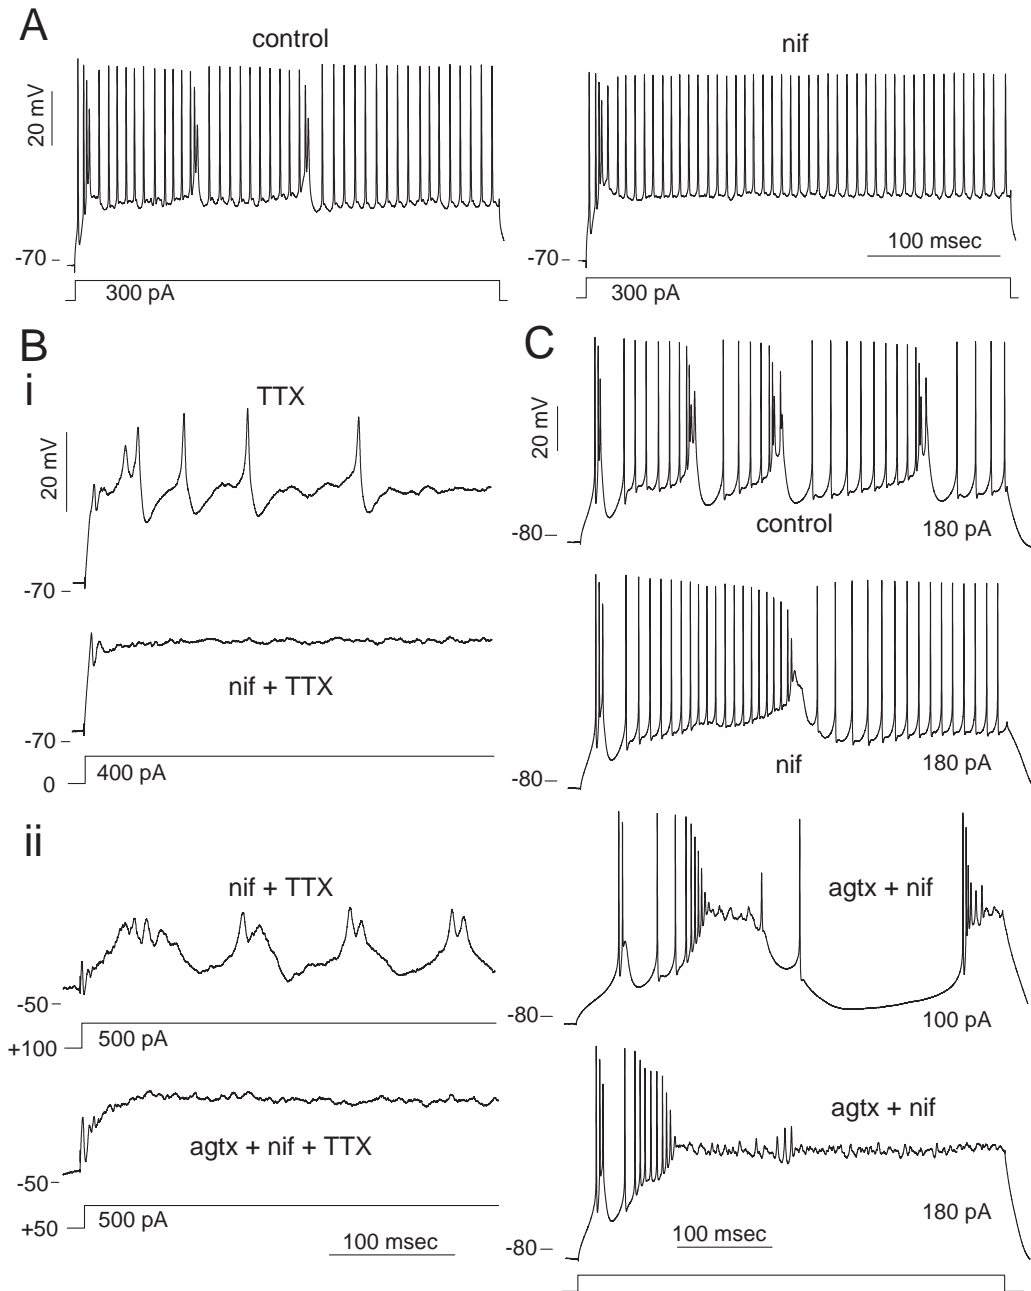 A
control
nif
20 mV
-70
300 pA
-70
100 msec
300 pA
B
i
TTX
20 mV
-70
nif + TTX
-70
0
400 pA
ii
nif + TTX
-50
+100
500 pA
agtx + nif + TTX
-50
+50
500 pA
100 msec
C
20 mV
control
-80
180 pA
nif
-80
180 pA
agtx + nif
-80
100 pA
agtx + nif
180 pA
100 msec
-80